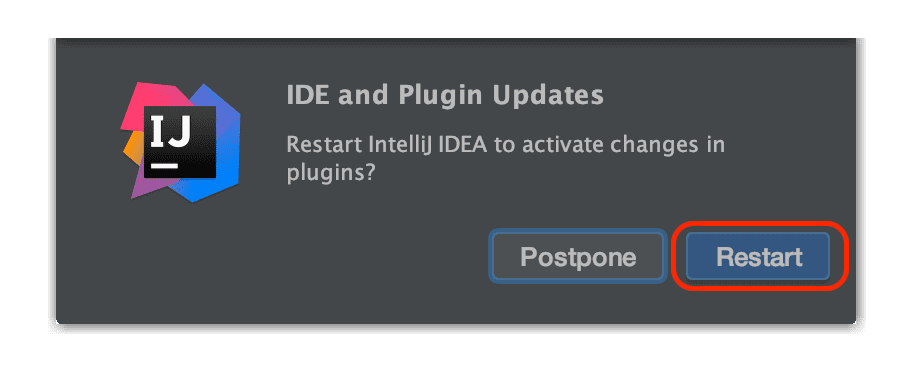 IJ
IDE and Plugin Updates
Restart IntelliJ IDEA to activate changes in
plugins?
Postpone
Restart